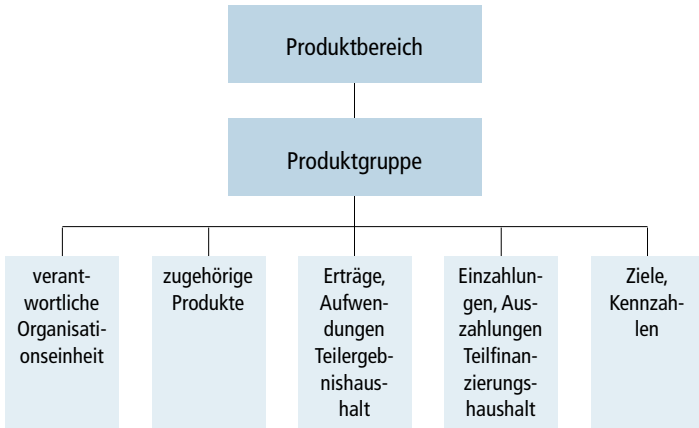 Produktbereich
Produktgruppe
verant-
wortliche
Organisati-
onseinheit
zugehörige
Produkte
Erträge,
Aufwen-
dungen
Teilergeb-
nishaus-
halt
Einzahlun-
gen, Aus-
zahlungen
Teilfinan-
zierungs-
haushalt
Ziele,
Kennzah-
len